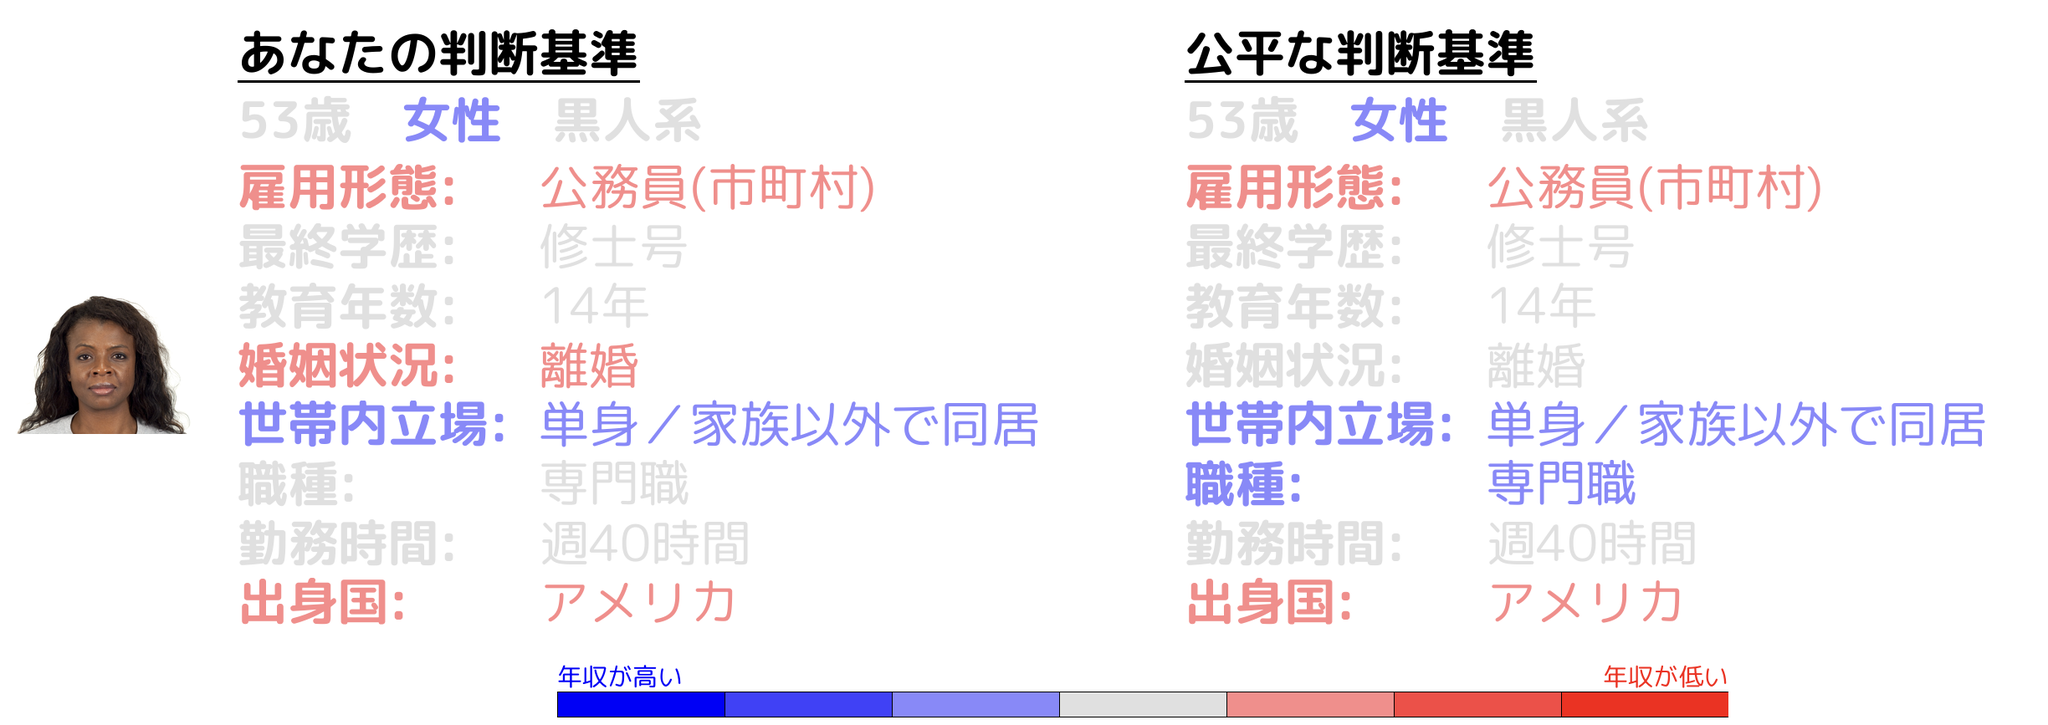 あなたの判断基準
53歳 女性 黒人系
雇用形態: 公務員(市町村)
最終学歴: 修士号
教育年数: 14年
婚姻状況: 離婚
世帯内立場: 単身／家族以外で同居
職種: 専門職
勤務時間: 週40時間
出身国: アメリカ
公平な判断基準
53歳 女性 黒人系
雇用形態: 公務員(市町村)
最終学歴: 修士号
教育年数: 14年
婚姻状況: 離婚
世帯内立場: 単身／家族以外で同居
職種: 専門職
勤務時間: 週40時間
出身国: アメリカ
年収が高い 年収が低い